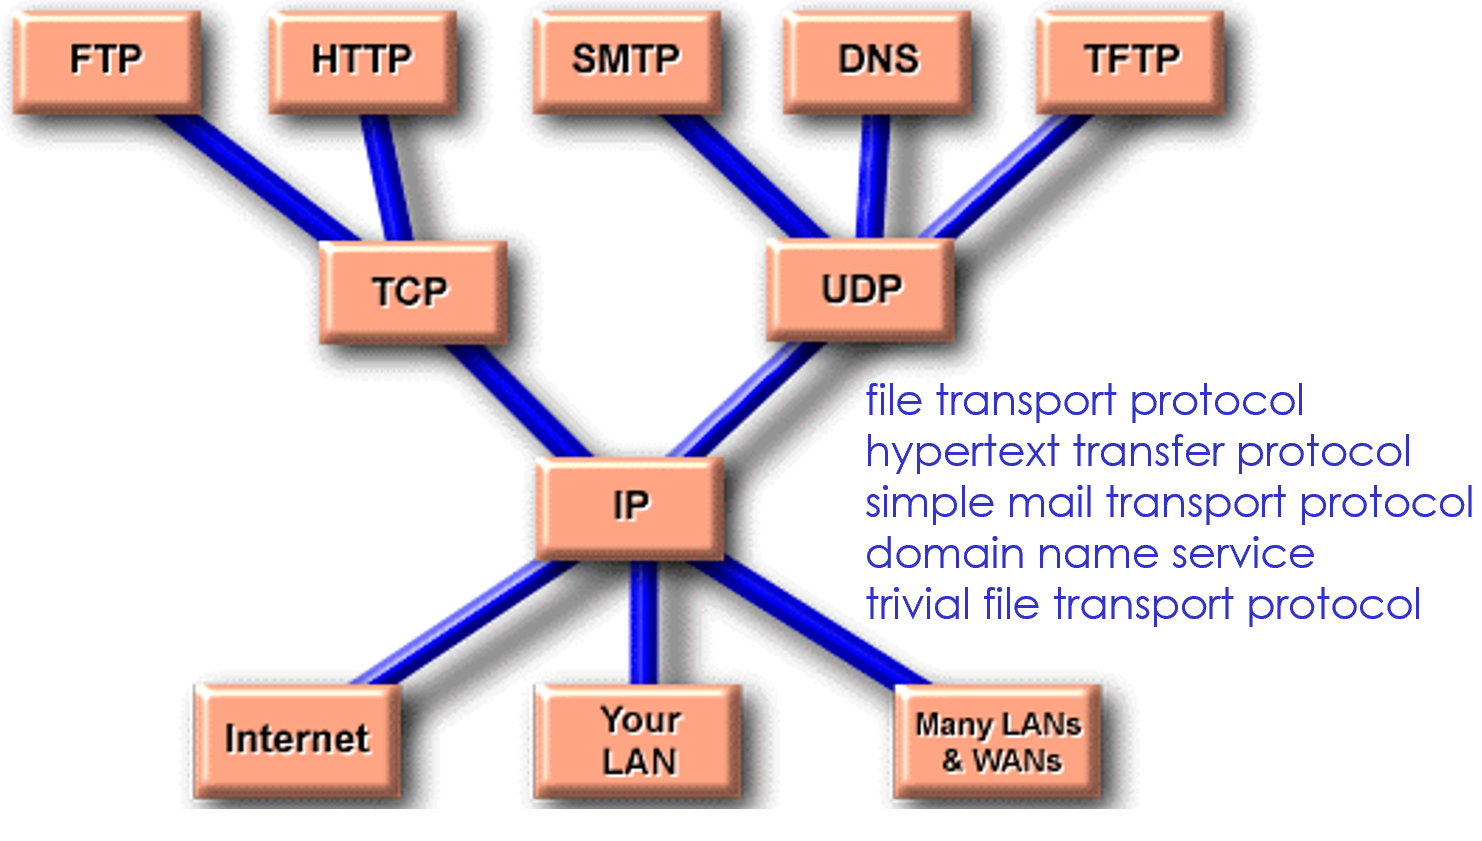 FTP
HTTP
SMTP
DNS
TFTP
TCP
UDP
file transport protocol
hypertext transfer protocol
simple mail transport protocol
domain name service
trivial file transport protocol
IP
Internet
Your
LAN
Many LANs
& WANs